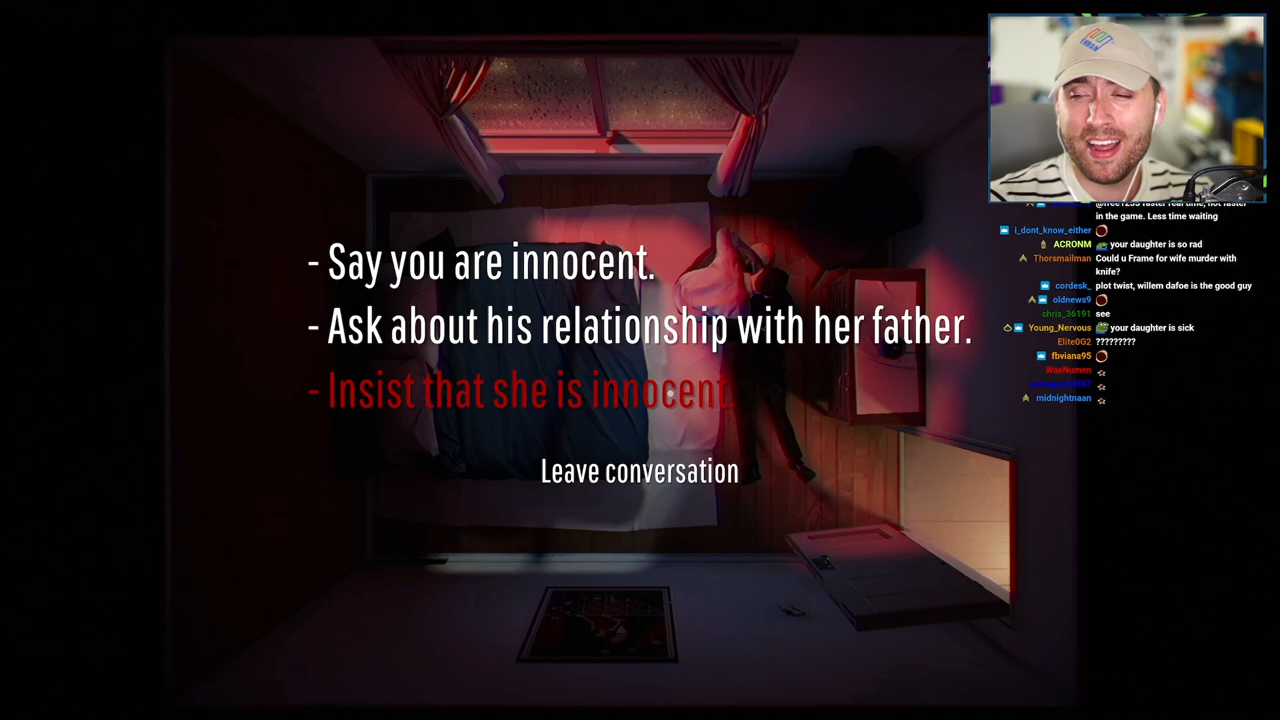 - Say you are innocent.
- Ask about his relationship with her father.
- Insist that she is innocent.
Leave conversation
in the game. Less time waiting
i_dont_know_either
ACRONM your daughter is so rad
Thorsmailman Could u Frame for wife murder with
knife?
cordesk_ plot twist, willem dafoe is the good guy
oldnews9
chris_36191 see
Young_Nervous your daughter is sick
Elite0G2 ?????????
fbviana95
WaxNumen
midnightnaan